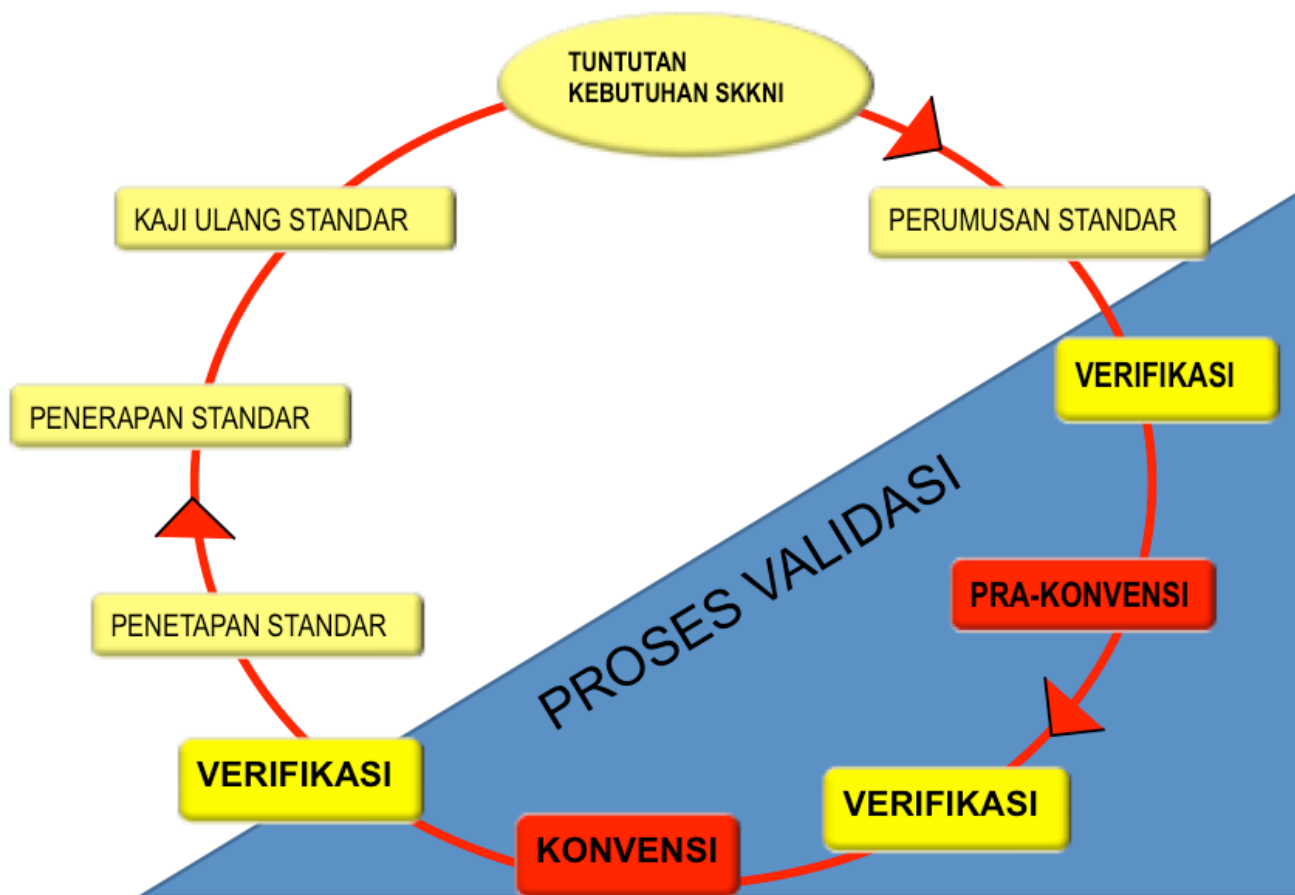 TUNTUTAN
KEBUTUHAN SKKNI
PERUMUSAN STANDAR
VERIFIKASI
PRA-KONVENSI
VERIFIKASI
KONVENSI
VERIFIKASI
PENETAPAN STANDAR
PENERAPAN STANDAR
KAJI ULANG STANDAR
PROSES VALIDASI